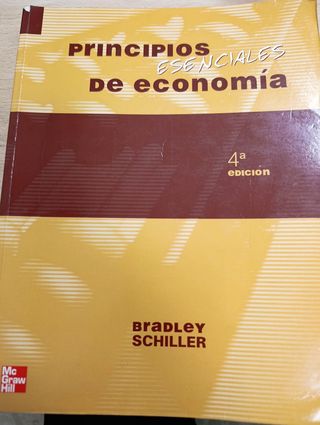 PRINCIPIOS
ESENCIALES
DE ECONOMÍA
4ª
EDICIÓN
BRADLEY
SCHILLER
Mc
Graw
Hill